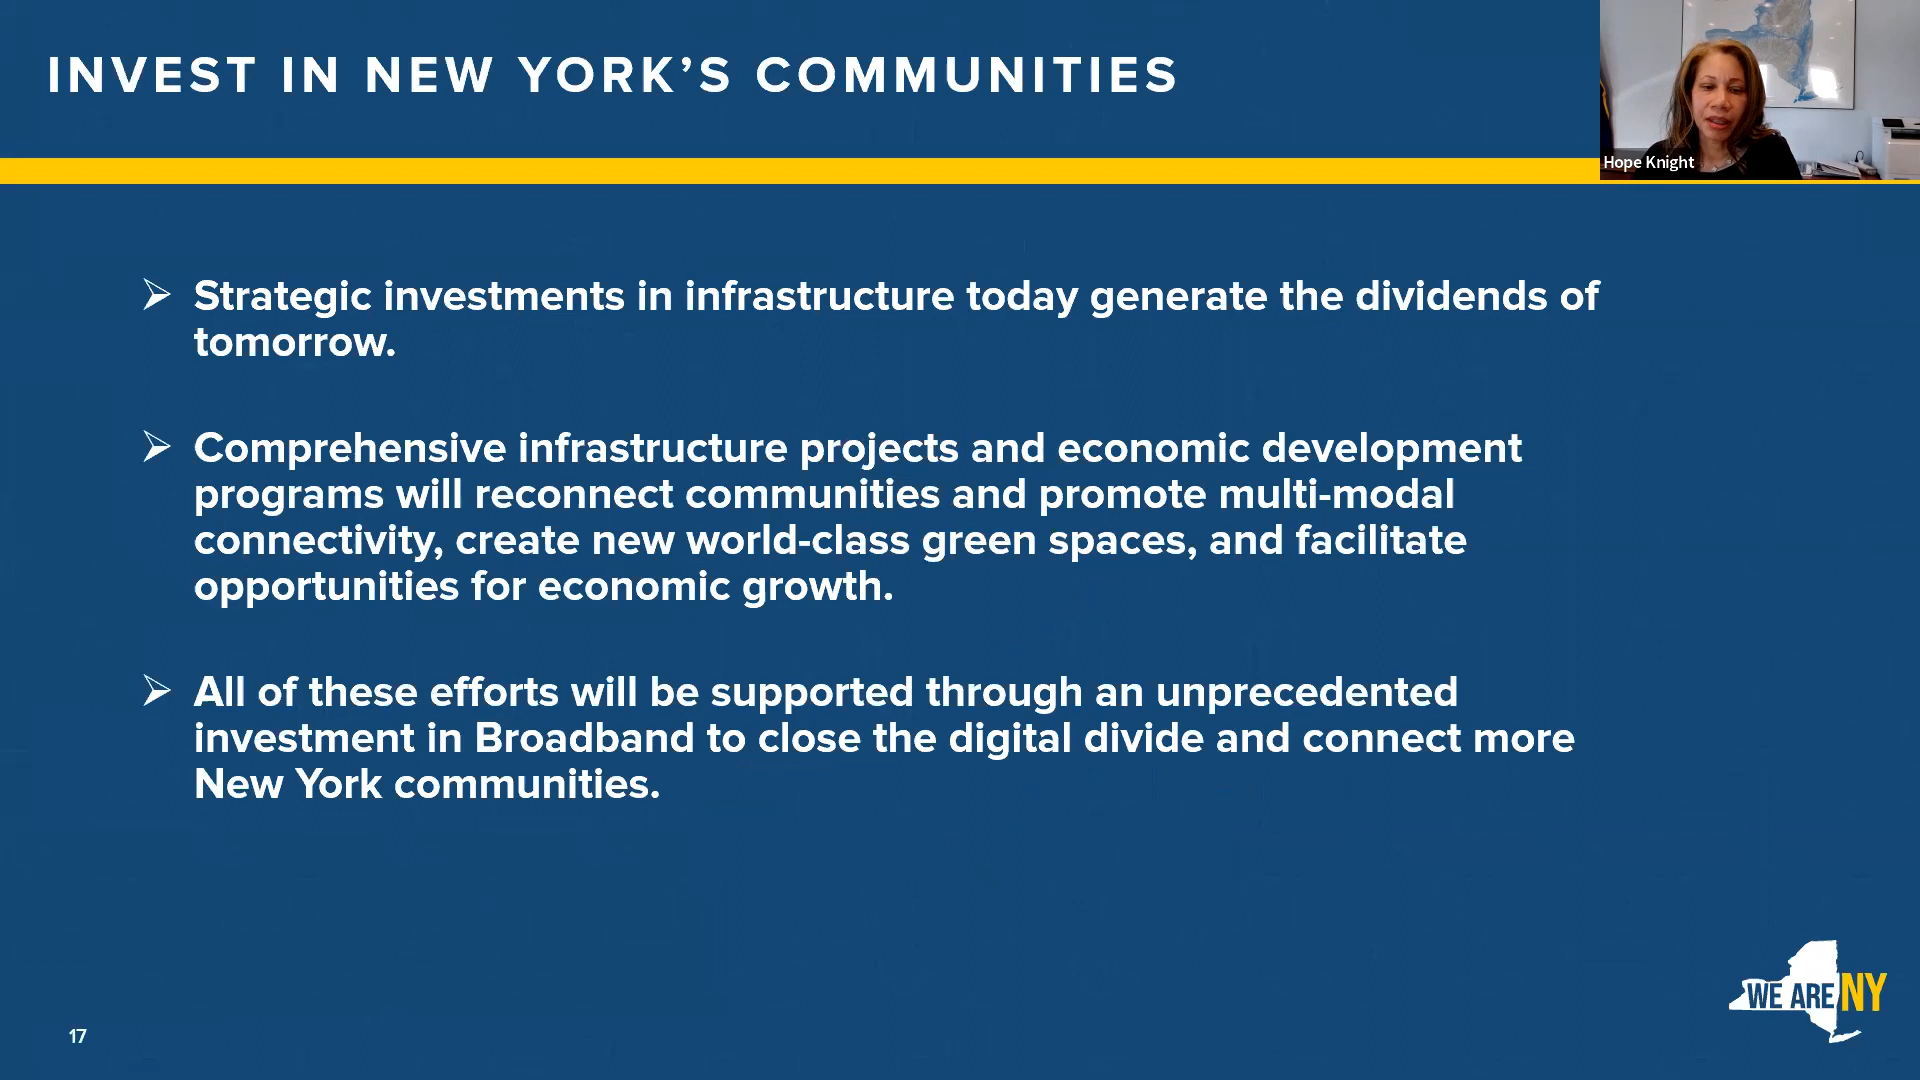 INVEST IN NEW YORK’S COMMUNITIES
Hope Knight
Strategic investments in infrastructure today generate the dividends of
tomorrow.
Comprehensive infrastructure projects and economic development
programs will reconnect communities and promote multi-modal
connectivity, create new world-class green spaces, and facilitate
opportunities for economic growth.
All of these efforts will be supported through an unprecedented
investment in Broadband to close the digital divide and connect more
New York communities.
WE ARE NY
17